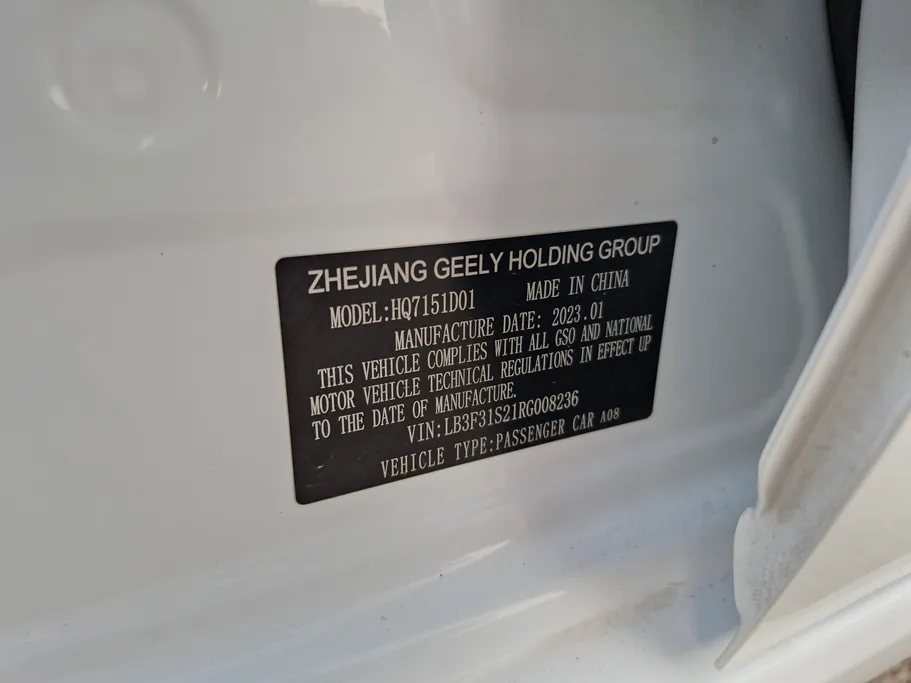 ZHEJIANG GEELY HOLDING GROUP
MODEL:HQ7151D01 MADE IN CHINA
MANUFACTURE DATE: 2023.01
THIS VEHICLE COMPLIES WITH ALL GSO AND NATIONAL
MOTOR VEHICLE TECHNICAL REGULATIONS IN EFFECT UP
TO THE DATE OF MANUFACTURE.
VIN:LB3F31S21RG008236
VEHICLE TYPE:PASSENGER CAR A08